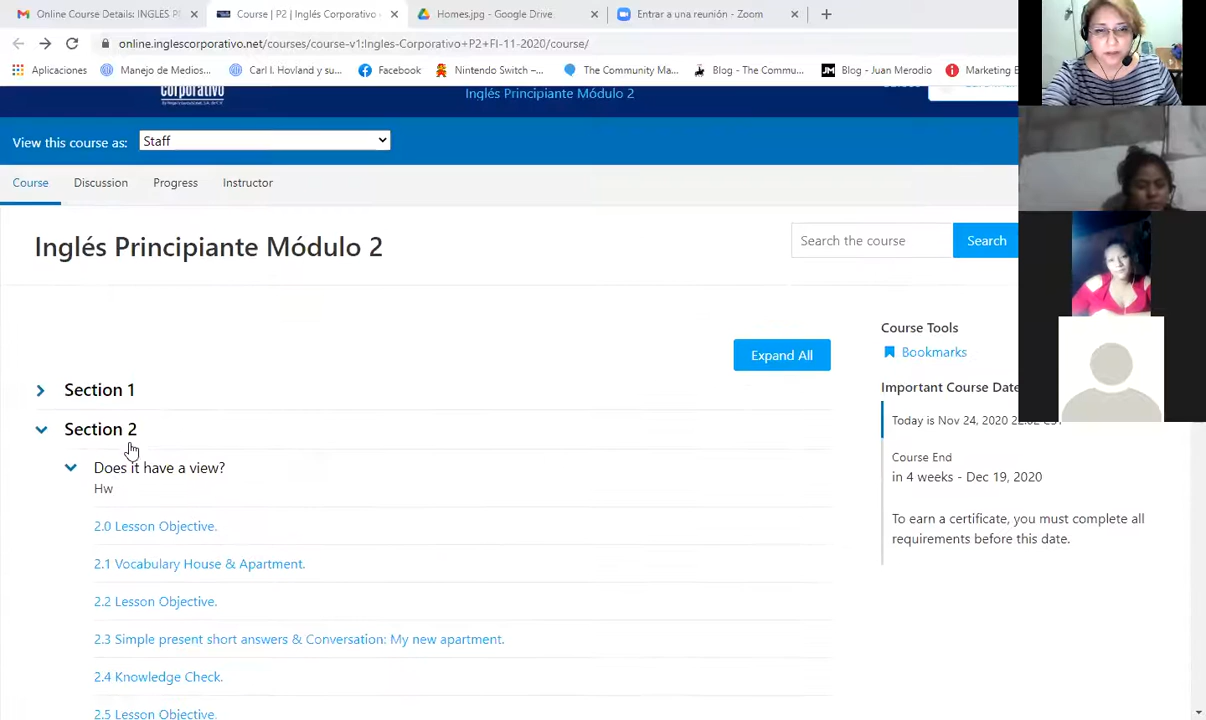 Online Course Details: INGLÉS P
Course | P2 | Inglés Corporativo
Homes.jpg - Google Drive
Entrar a una reunión - Zoom
online.inglescorporativo.net/courses/course-v1:Ingles-Corporativo+P2+FI-11-2020/course/
Aplicaciones
Manejo de Medios...
Carl I. Hovland y su...
Facebook
Nintendo Switch –...
The Community Ma...
Blog - The Commu...
JM Blog - Juan Merodio
Marketing E
corporativo
Inglés Principiante Módulo 2
View this course as: Staff
Course Discussion Progress Instructor
Inglés Principiante Módulo 2
Search the course Search
Expand All
Section 1
Section 2
Does it have a view?
Hw
2.0 Lesson Objective.
2.1 Vocabulary House & Apartment.
2.2 Lesson Objective.
2.3 Simple present short answers & Conversation: My new apartment.
2.4 Knowledge Check.
2.5 Lesson Objective.
Course Tools
Bookmarks
Important Course Date
Today is Nov 24, 2020
Course End
in 4 weeks - Dec 19, 2020
To earn a certificate, you must complete all
requirements before this date.